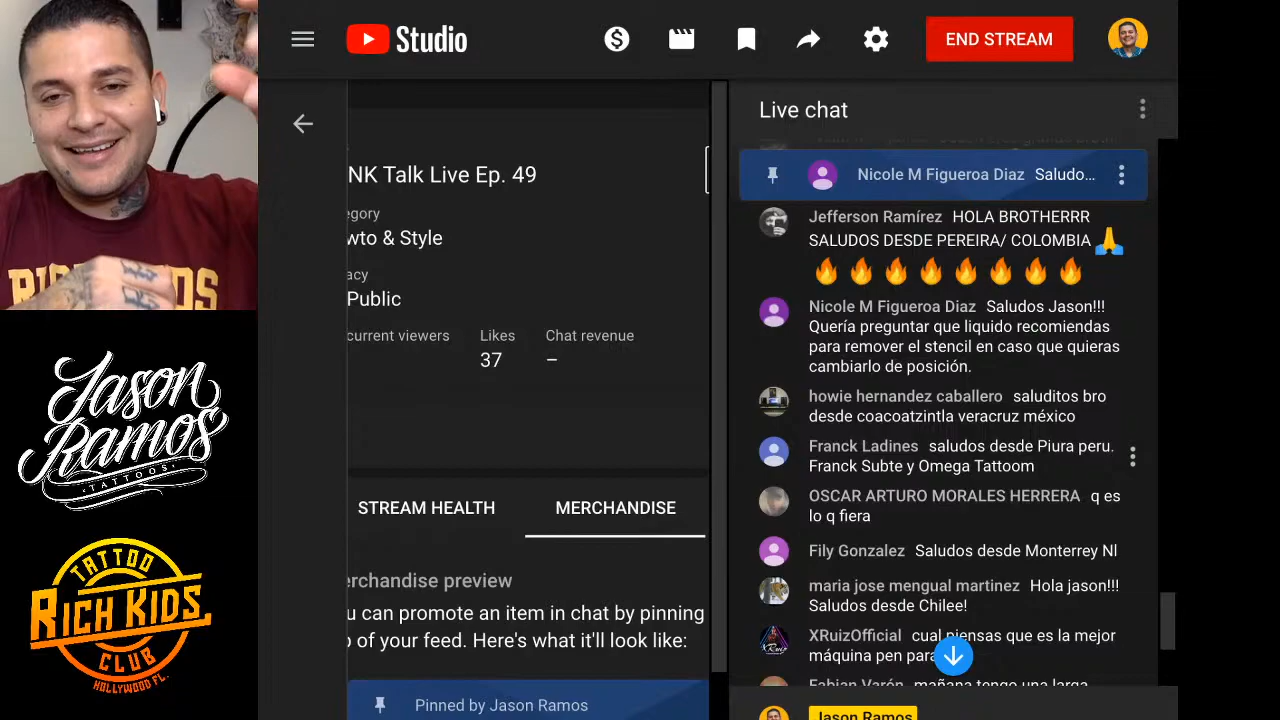 Studio
END STREAM
NK Talk Live Ep. 49
egory
wto & Style
acy
Public
current viewers Likes Chat revenue
37 –
STREAM HEALTH MERCHANDISE
erchandise preview
u can promote an item in chat by pinning
o of your feed. Here's what it'll look like:
Pinned by Jason Ramos
Live chat
Nicole M Figueroa Diaz Saludo...
Jefferson Ramírez HOLA BROTHERRR
SALUDOS DESDE PEREIRA/ COLOMBIA🙏
🔥🔥🔥🔥🔥🔥🔥🔥
Nicole M Figueroa Diaz Saludos Jason!!!
Quería preguntar que liquido recomiendas
para remover el stencil en caso que quieras
cambiarlo de posición.
howie hernandez caballero saluditos bro
desde coacoatzintla veracruz méxico
Franck Ladines saludos desde Piura peru.
Franck Subte y Omega Tattoom
OSCAR ARTURO MORALES HERRERA q es
lo q fiera
Fily Gonzalez Saludos desde Monterrey Nl
maria jose mengual martinez Hola jason!!!
Saludos desde Chilee!
XRuizOfficial cual piensas que es la mejor
máquina pen para
Fabian Varón mañana tengo una larga
Jason Ramos
Jason
Ramos
TATTOOS
TATTOO
RICH KIDS
CLUB
HOLLYWOOD FL.